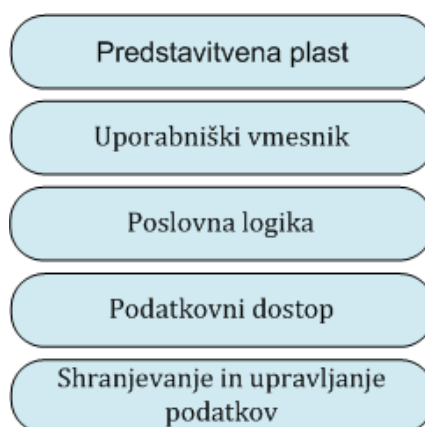 Predstavitvena plast
Uporabniški vmesnik
Poslovna logika
Podatkovni dostop
Shranjevanje in upravljanje
podatkov